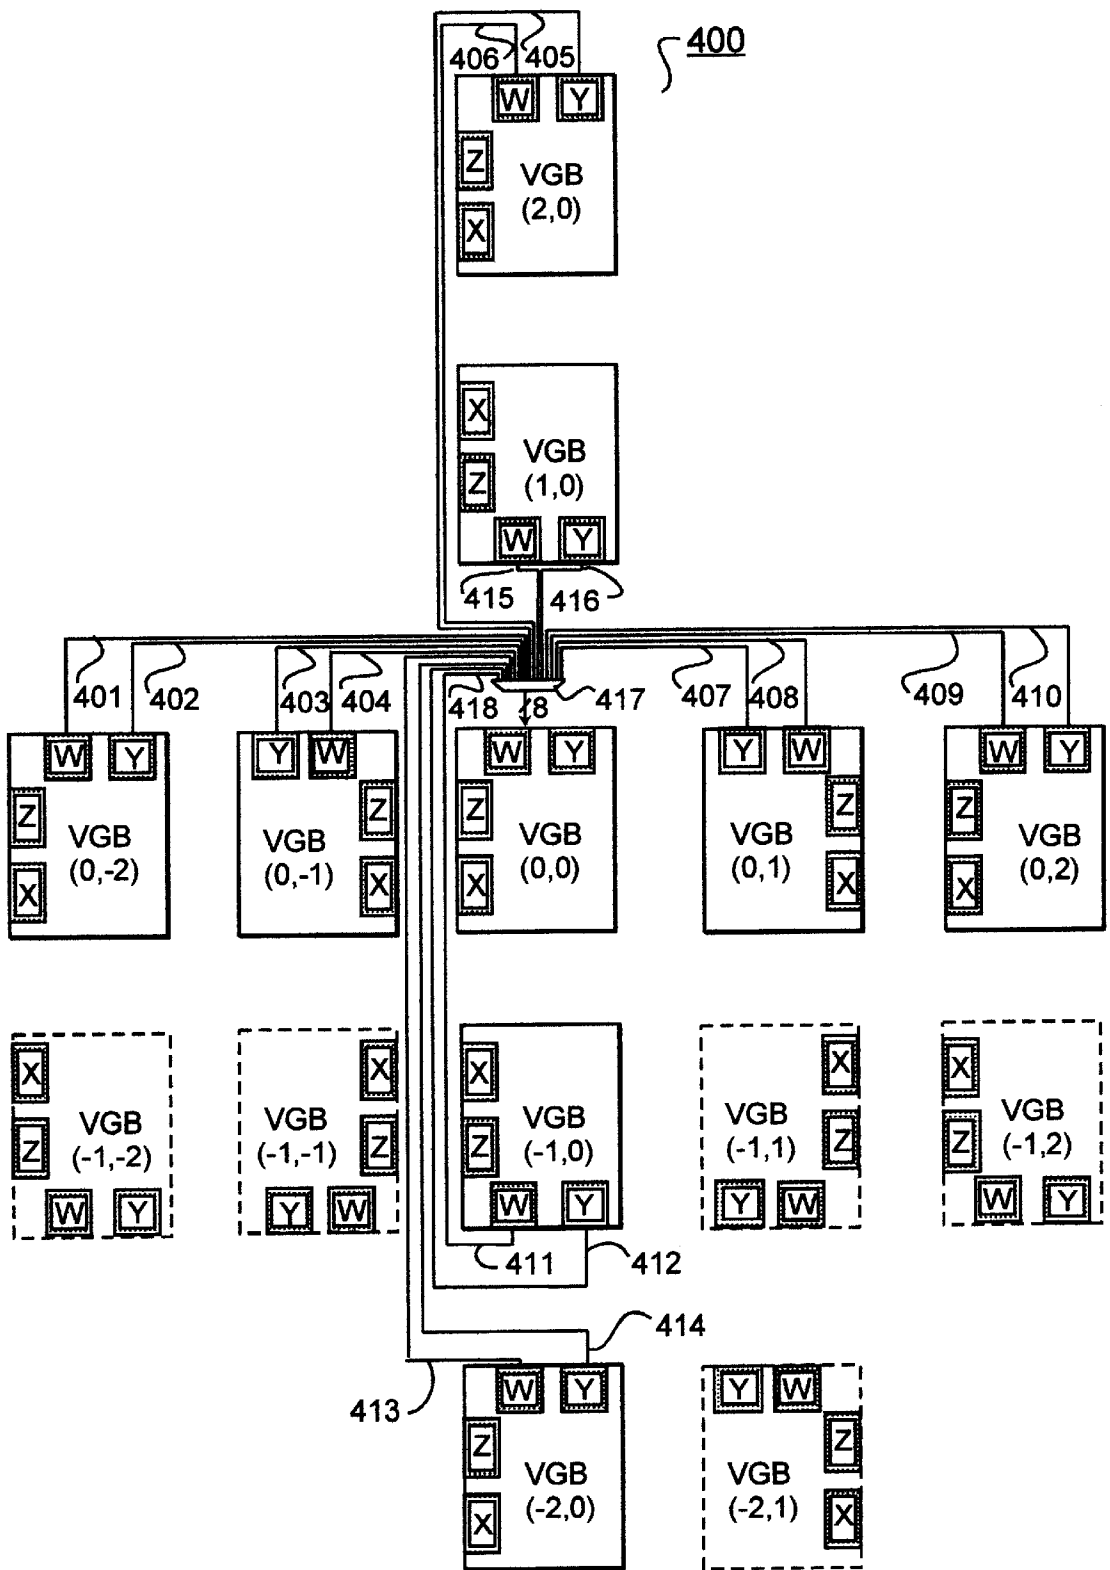 406 405
400
W Y
Z
VGB
(2,0)
X
X
VGB
(1,0)
Z
W Y
415 416
401 402 403 404 418 8 417 407 408 409 410
W Y
Z
VGB
(0,-2)
X
Y W
Z
VGB
(0,-1)
X
W Y
Z
VGB
(0,0)
X
Y W
Z
VGB
(0,1)
X
W Y
Z
VGB
(0,2)
X
X
VGB
(-1,-2)
Z
W Y
X
VGB
(-1,-1)
Z
Y W
X
VGB
(-1,0)
Z
W Y
X
VGB
(-1,1)
Z
Y W
X
VGB
(-1,2)
Z
W Y
411 412
414
413
W Y
Z
VGB
(-2,0)
X
Y W
Z
VGB
(-2,1)
X